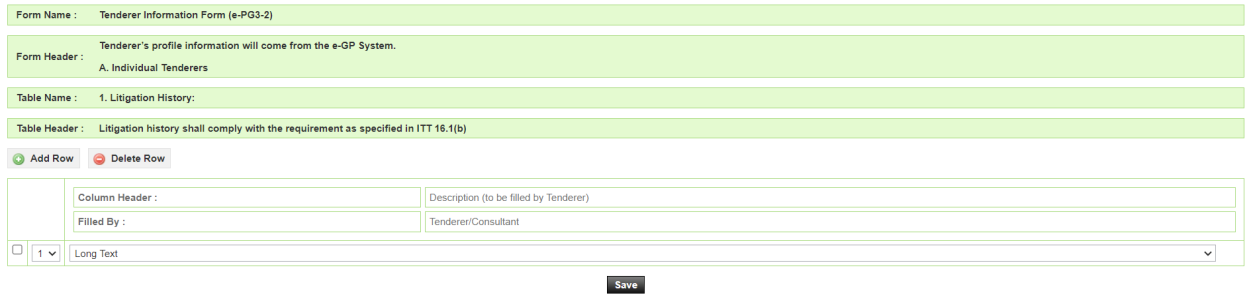 Form Name : Tenderer Information Form (e-PG3-2)
Form Header :
Tenderer's profile information will come from the e-GP System.
A. Individual Tenderers
Table Name : 1. Litigation History:
Table Header : Litigation history shall comply with the requirement as specified in ITT 16.1(b)
Add Row Delete Row
Column Header : Description (to be filled by Tenderer)
Filled By : Tenderer/Consultant
1 Long Text
Save